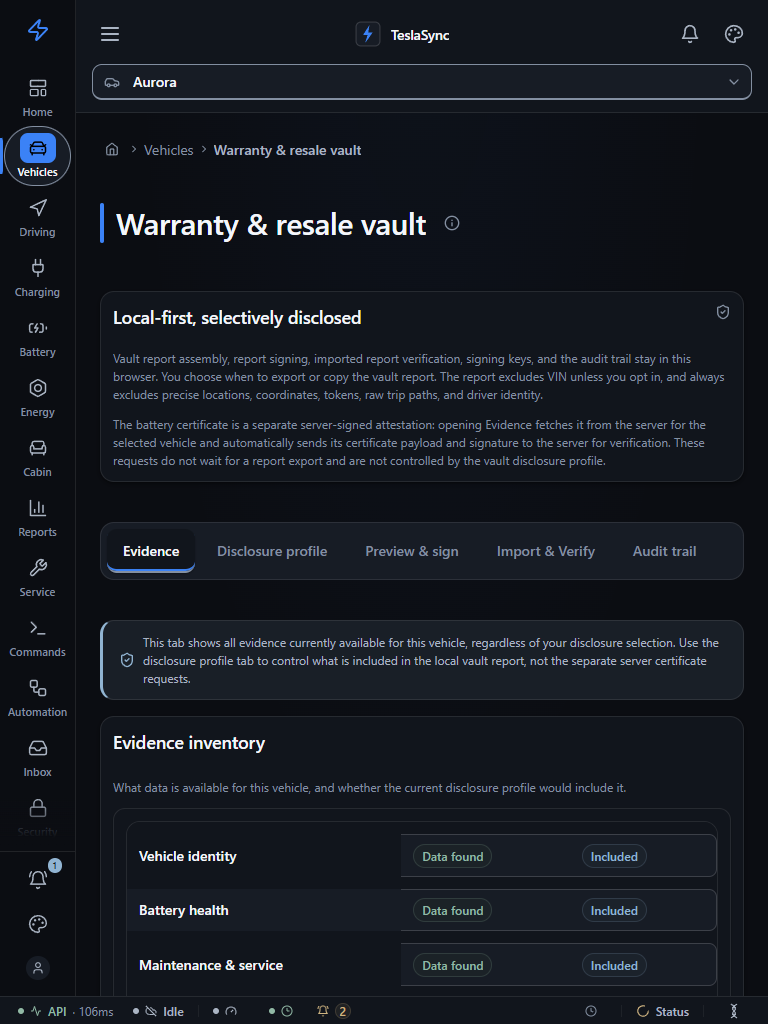 TeslaSync
Aurora
Home
Vehicles
Driving
Charging
Battery
Energy
Cabin
Reports
Service
Commands
Automation
Inbox
Security
1
Vehicles
Warranty & resale vault
Warranty & resale vault
Local-first, selectively disclosed
Vault report assembly, report signing, imported report verification, signing keys, and the audit trail stay in this
browser. You choose when to export or copy the vault report. The report excludes VIN unless you opt in, and always
excludes precise locations, coordinates, tokens, raw trip paths, and driver identity.
The battery certificate is a separate server-signed attestation: opening Evidence fetches it from the server for the
selected vehicle and automatically sends its certificate payload and signature to the server for verification. These
requests do not wait for a report export and are not controlled by the vault disclosure profile.
Evidence Disclosure profile Preview & sign Import & Verify Audit trail
This tab shows all evidence currently available for this vehicle, regardless of your disclosure selection. Use the
disclosure profile tab to control what is included in the local vault report, not the separate server certificate
requests.
Evidence inventory
What data is available for this vehicle, and whether the current disclosure profile would include it.
Vehicle identity Data found Included
Battery health Data found Included
Maintenance & service Data found Included
API · 106ms Idle 2 Status